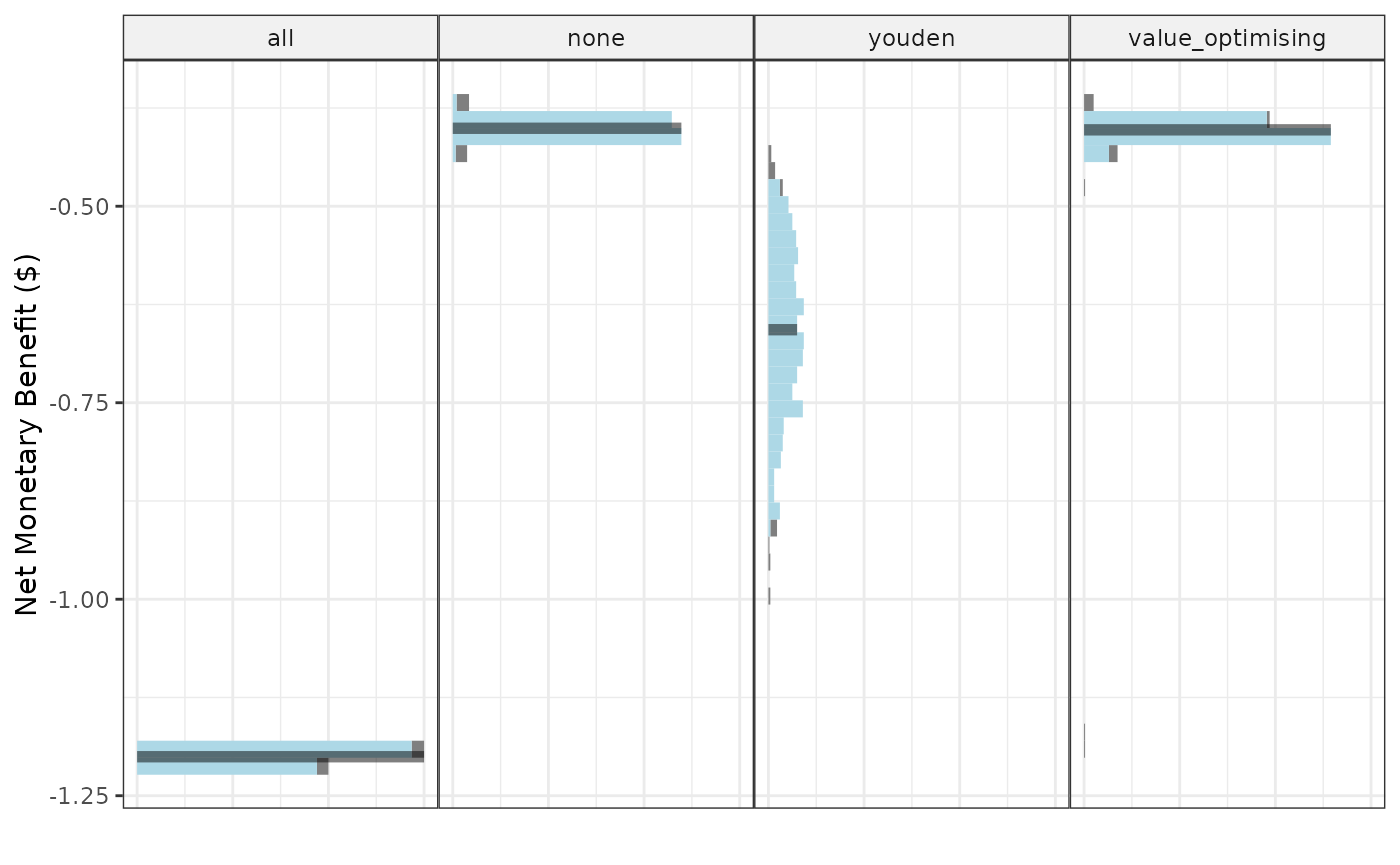 all
none
youden
value_optimising
Net Monetary Benefit ($)
-0.50
-0.75
-1.00
-1.25